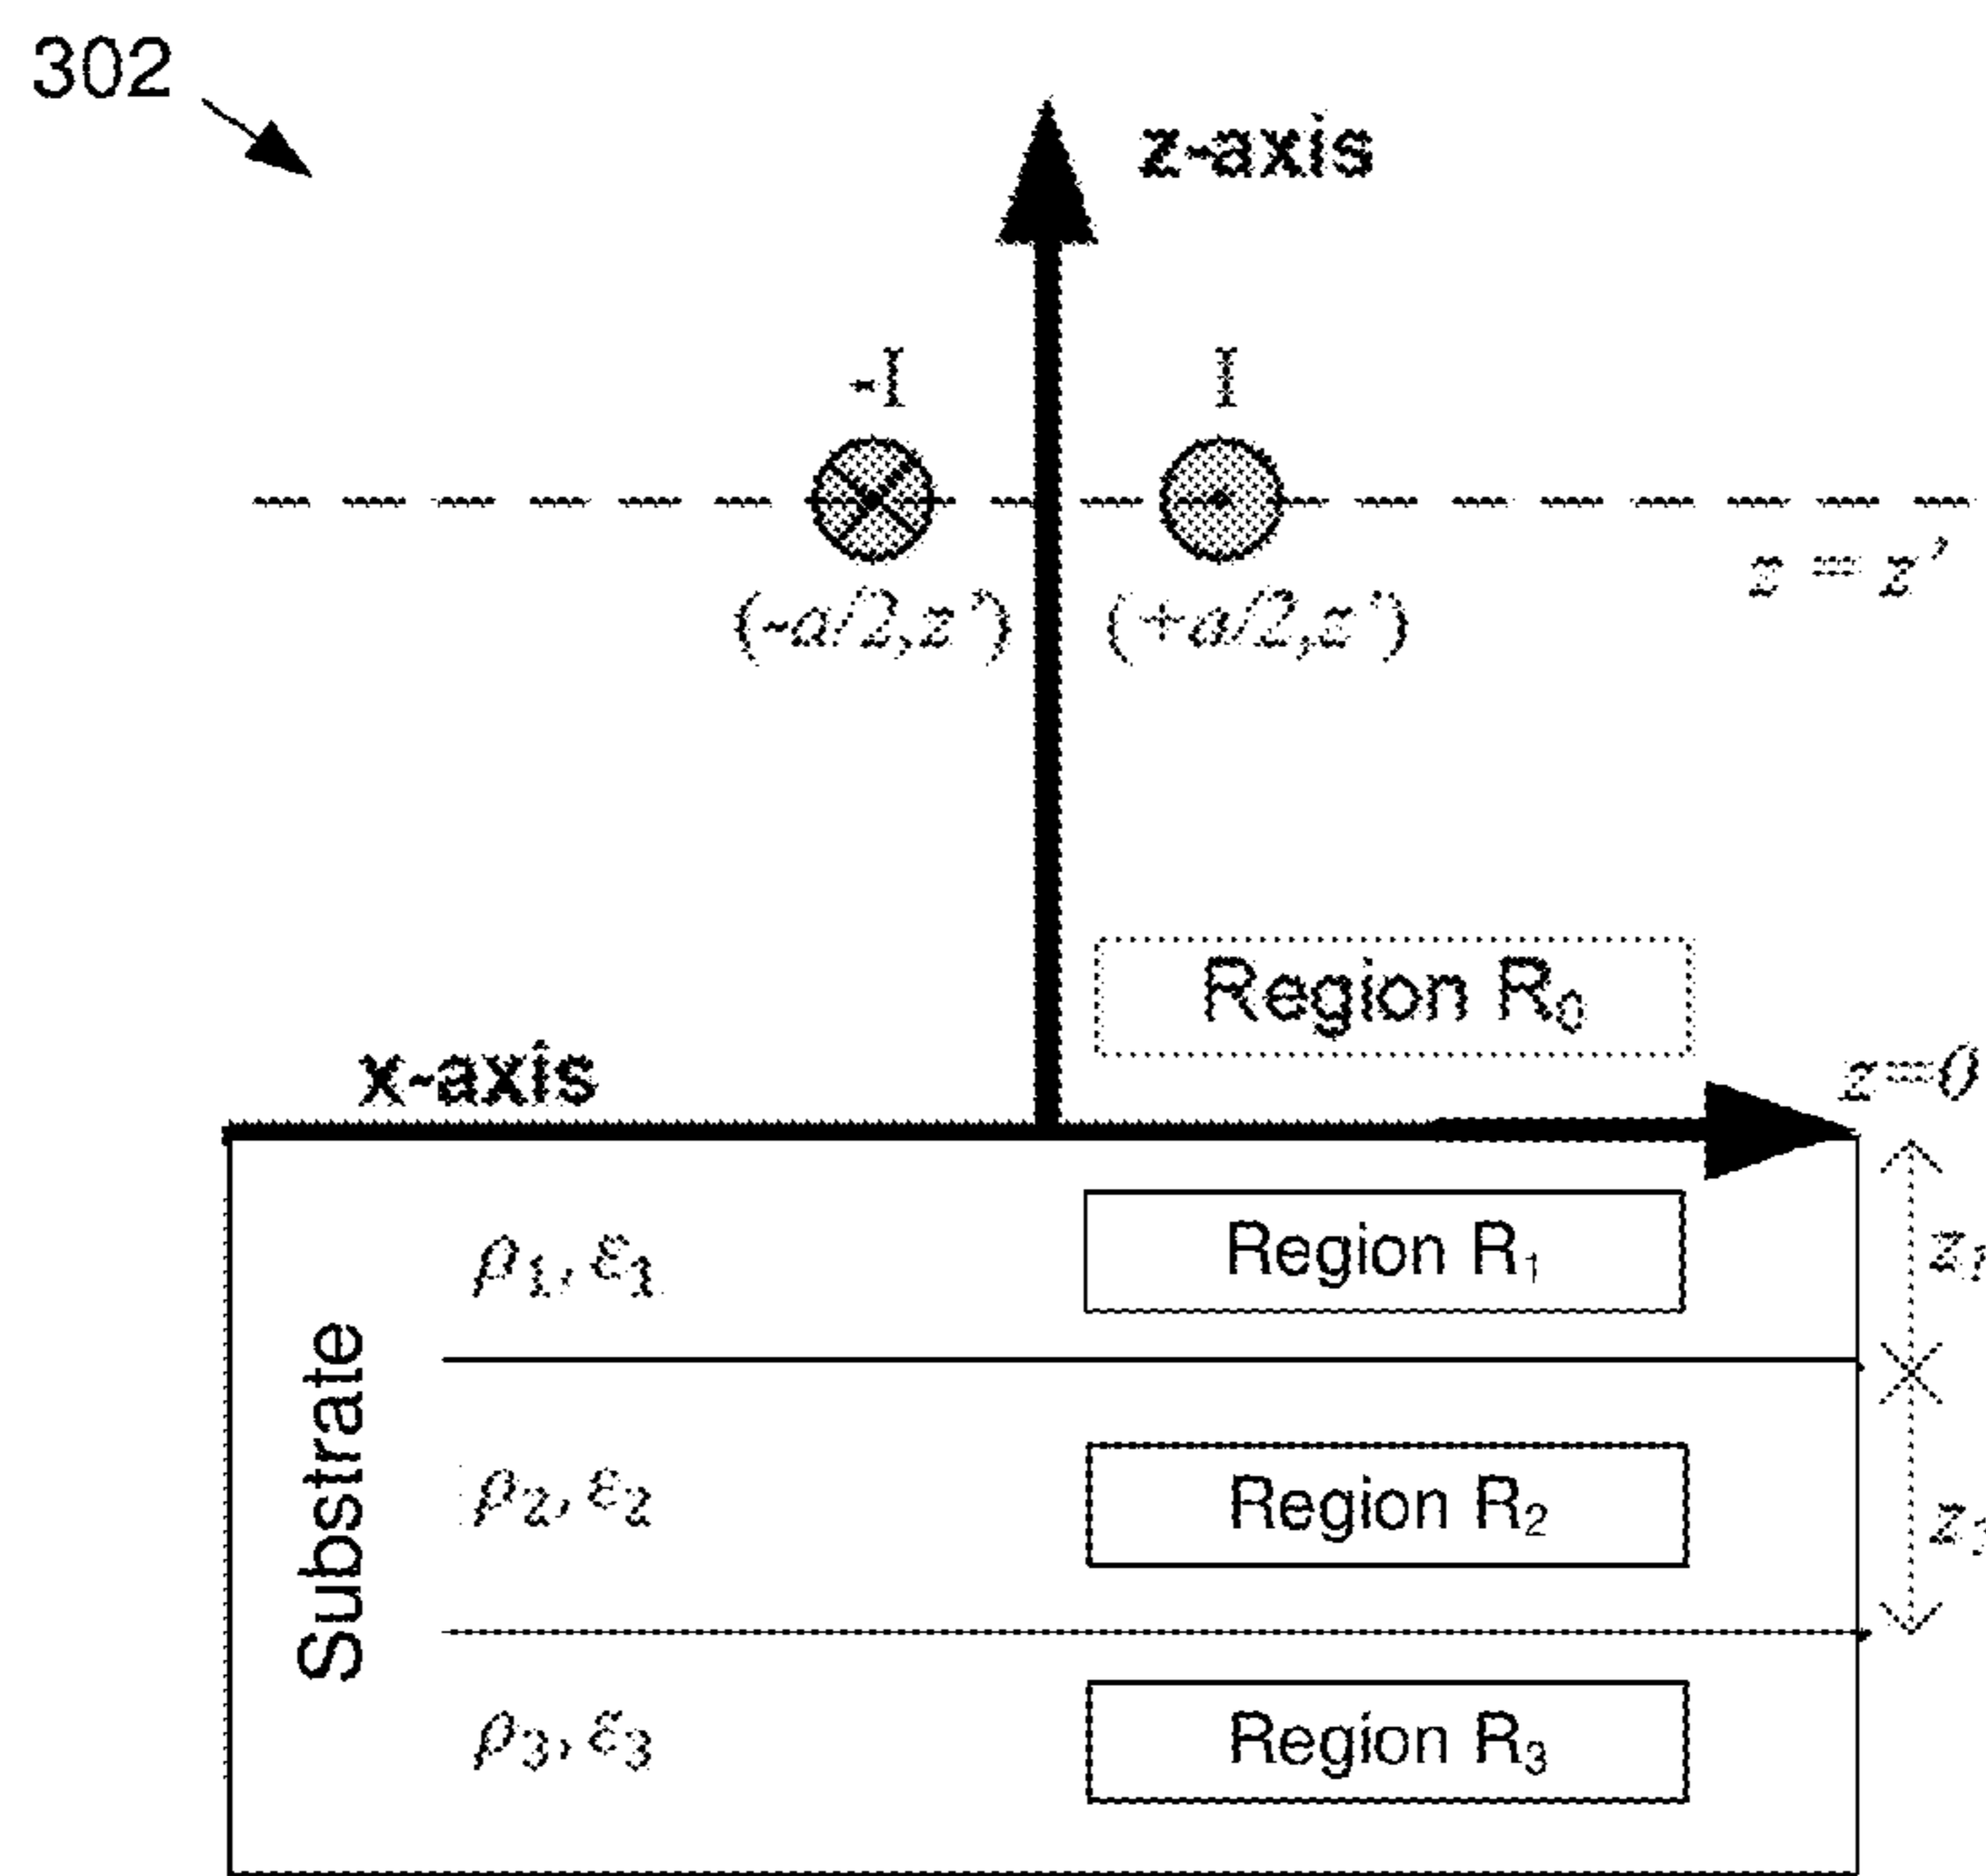 302
z-axis
-I
I
z = z’
(-a/2,z’)
(+a/2,z’)
Region R₀
x-axis
z=0
ρ₁, ε₁
Region R₁
z₁
Substrate
ρ₂, ε₂
Region R₂
ρ₃, ε₃
Region R₃